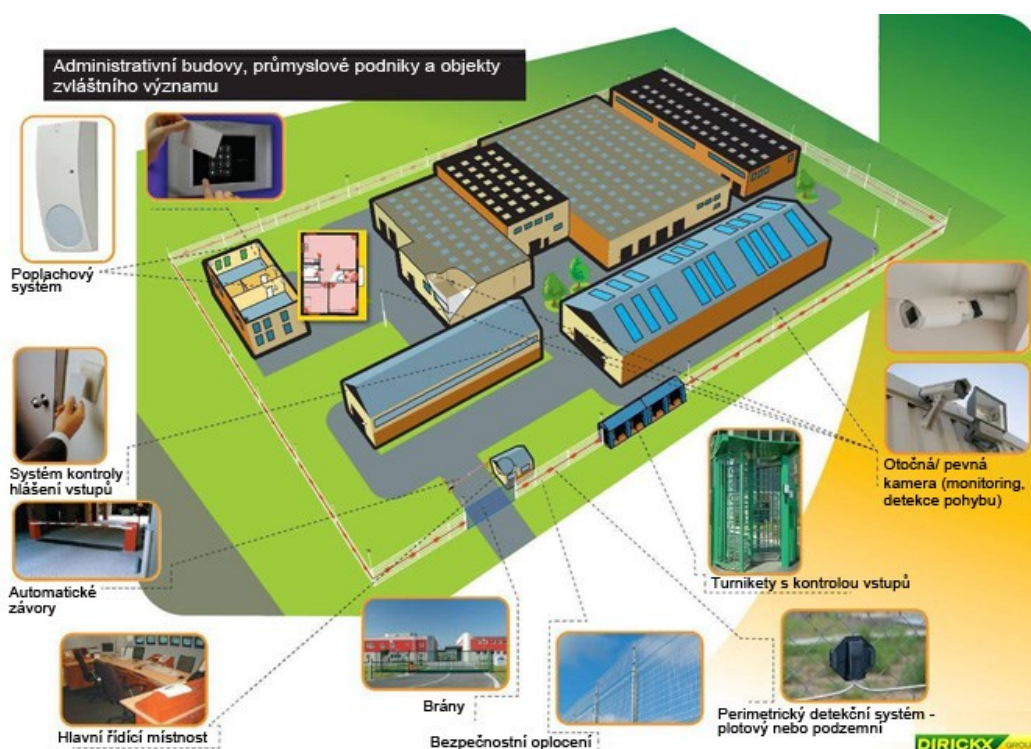 Administrativní budovy, průmyslové podniky a objekty
zvláštního významu
Poplachový
systém
Systém kontroly
hlášení vstupů
Automatické
závory
Hlavní řídící místnost
Brány
Bezpečnostní oplocení
Otočná/ pevná
kamera (monitoring,
detekce pohybu)
Turnikety s kontrolou vstupů
Perimetrický detekční systém -
plotový nebo podzemní
DIRICKX